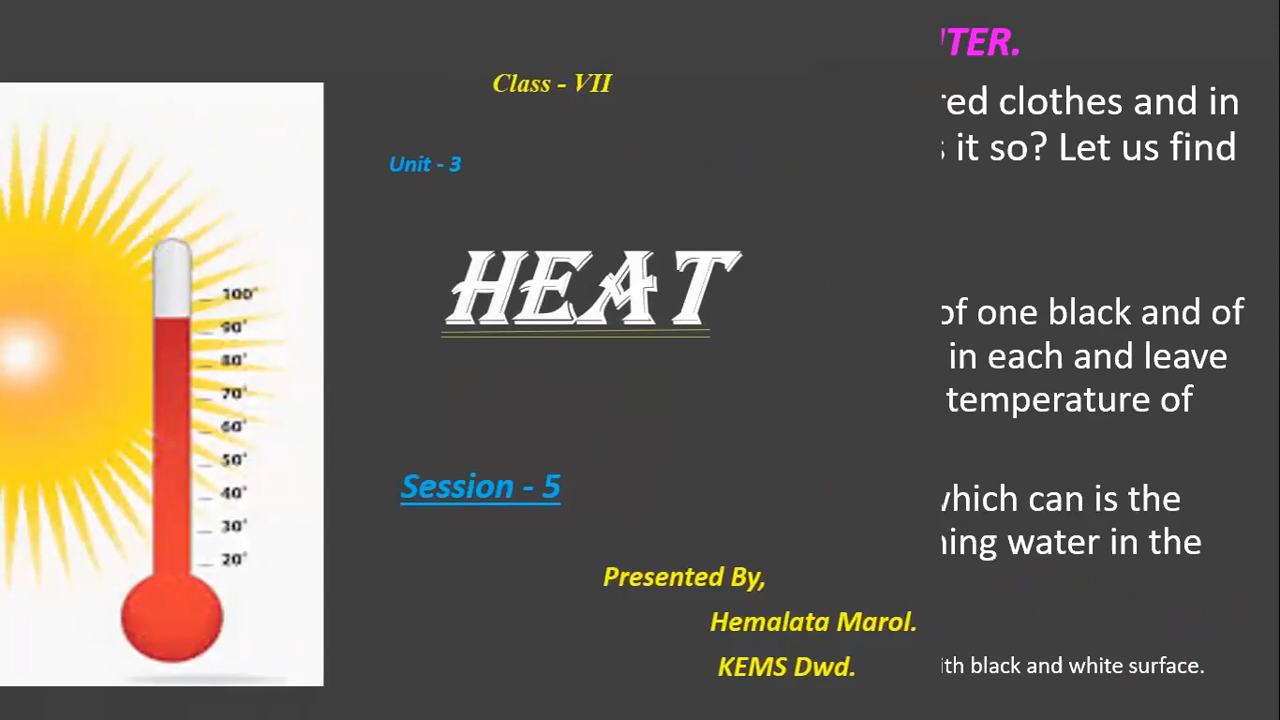 Class - VII
Unit - 3
HEAT
Session - 5
Presented By,
Hemalata Marol.
KEMS Dwd.
100°
90°
80°
70°
60°
50°
40°
30°
20°
TER.
red clothes and in
it so? Let us find
of one black and of
in each and leave
temperature of
which can is the
ning water in the
ith black and white surface.